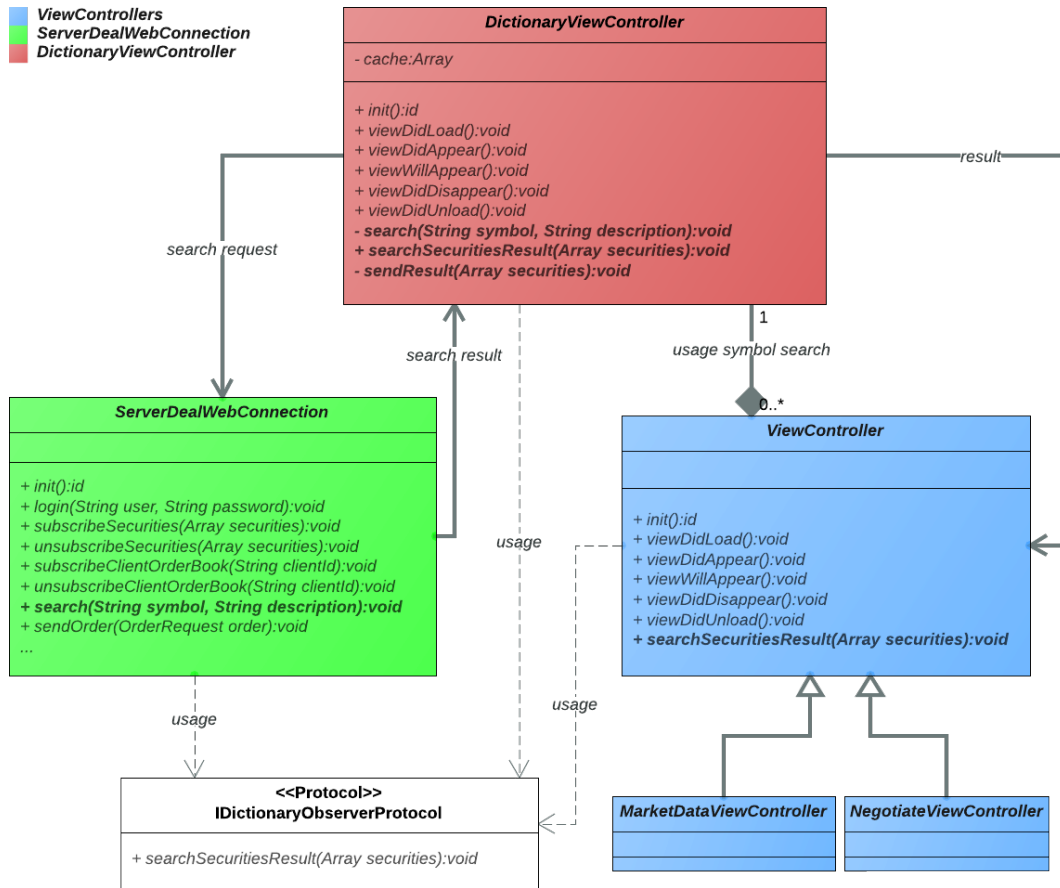 ViewControllers
ServerDealWebConnection
DictionaryViewController
DictionaryViewController
- cache:Array
+ init():id
+ viewDidLoad():void
+ viewDidAppear():void
+ viewWillAppear():void
+ viewDidDisappear():void
+ viewDidUnload():void
- search(String symbol, String description):void
+ searchSecuritiesResult(Array securities):void
- sendResult(Array securities):void
result
search request
1
search result
usage symbol search
0..*
ServerDealWebConnection
+ init():id
+ login(String user, String password):void
+ subscribeSecurities(Array securities):void
+ unsubscribeSecurities(Array securities):void
+ subscribeClientOrderBook(String clientId):void
+ unsubscribeClientOrderBook(String clientId):void
+ search(String symbol, String description):void
+ sendOrder(OrderRequest order):void
...
ViewController
+ init():id
+ viewDidLoad():void
+ viewDidAppear():void
+ viewWillAppear():void
+ viewDidDisappear():void
+ viewDidUnload():void
+ searchSecuritiesResult(Array securities):void
usage
usage
usage
<<Protocol>>
IDictionaryObserverProtocol
+ searchSecuritiesResult(Array securities):void
MarketDataViewController
NegotiateViewController